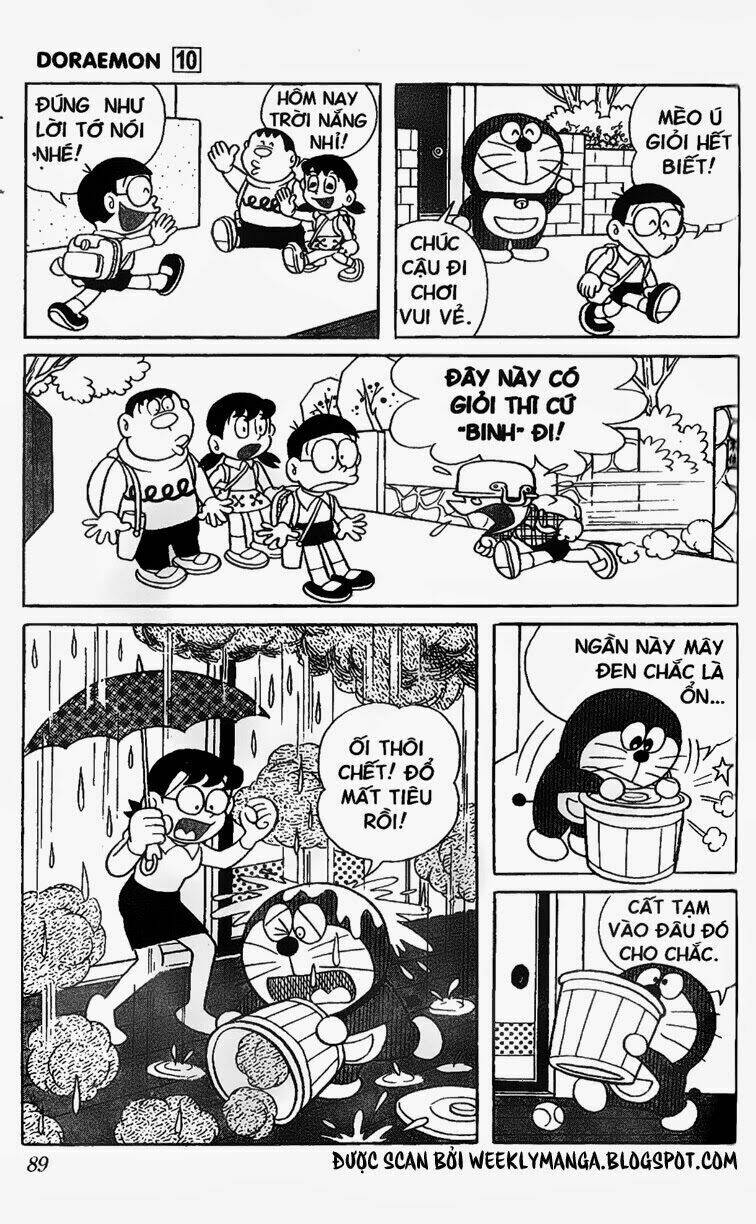 DORAEMON 10
MÈO Ú
GIỎI HẾT
BIẾT!
CHÚC
CẬU ĐI
CHƠI
VUI VẺ.
HÔM NAY
TRỜI NẮNG
NHỈ!
ĐÚNG NHƯ
LỜI TỚ NÓI
NHÉ!
ĐÂY NÀY CÓ
GIỎI THÌ CỨ
"BINH" ĐI!
NGẦN NÀY MÂY
ĐEN CHẮC LÀ
ỔN...
CẤT TẠM
VÀO ĐÂU ĐÓ
CHO CHẮC.
ỐI THÔI
CHẾT! ĐỔ
MẤT TIÊU
RỒI!
89
ĐƯỢC SCAN BỞI WEEKLYMANGA.BLOGSPOT.COM